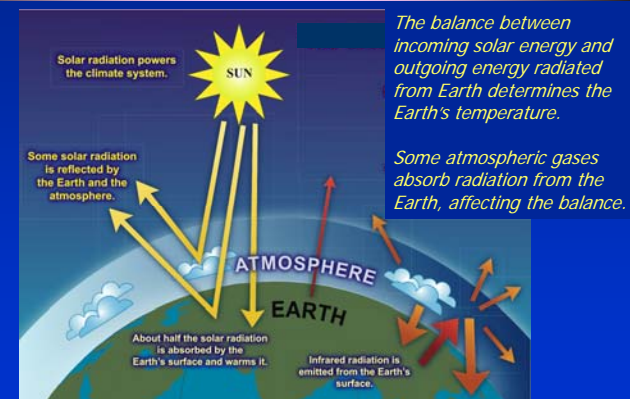 The balance between
incoming solar energy and
outgoing energy radiated
from Earth determines the
Earth's temperature.
Some atmospheric gases
absorb radiation from the
Earth, affecting the balance.
Solar radiation powers
the climate system.
SUN
Some solar radiation
is reflected by
the Earth and the
atmosphere.
ATMOSPHERE
EARTH
About half the solar radiation
is absorbed by the
Earth's surface and warms it.
Infrared radiation is
emitted from the Earth's
surface.